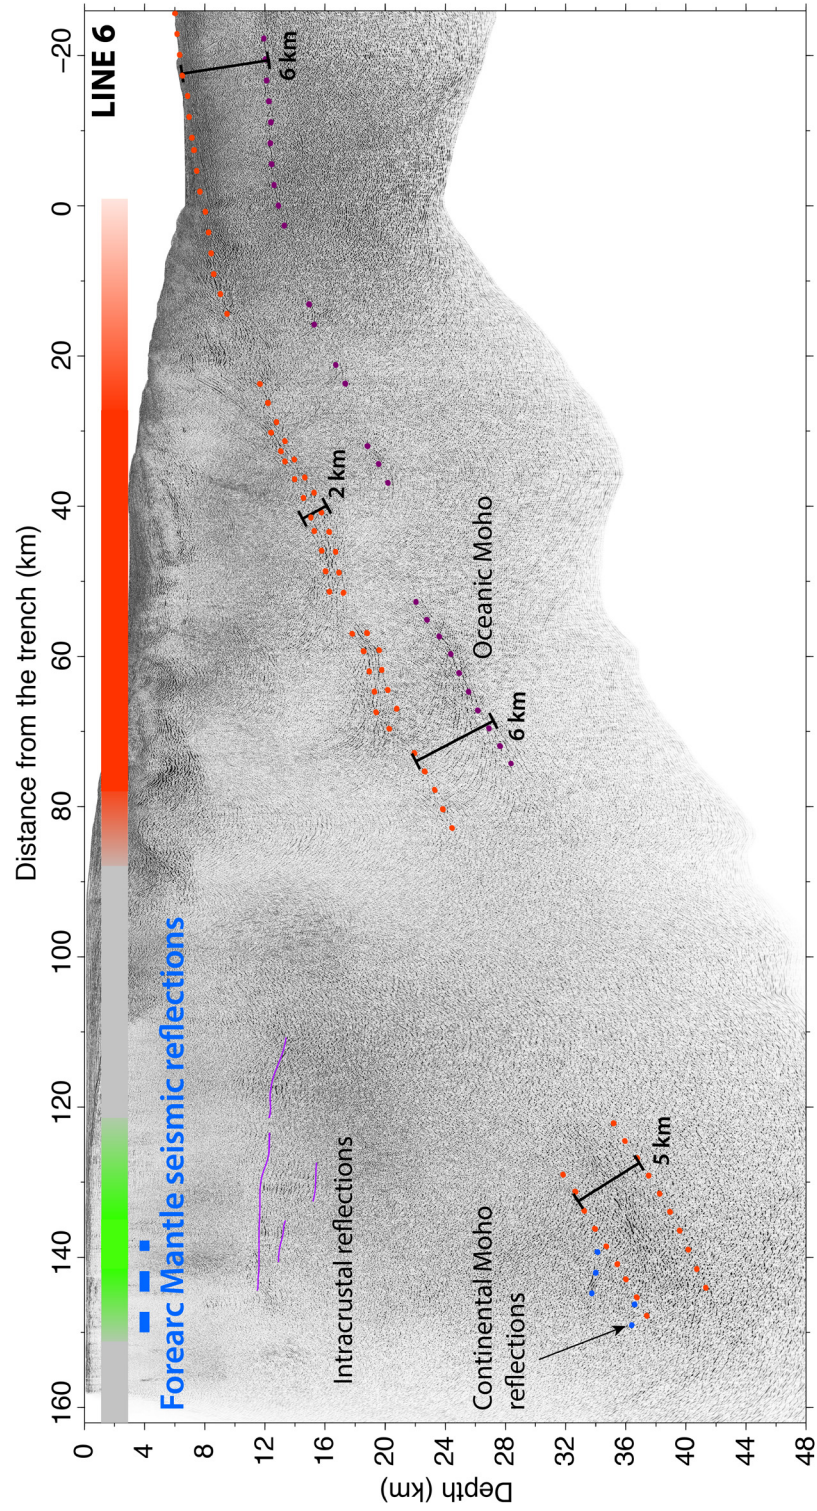 LINE 6
Distance from the trench (km)
160
140
120
100
80
60
40
20
0
−20
Depth (km)
0
4
8
12
16
20
24
28
32
36
40
44
48
Forearc Mantle seismic reflections
6 km
2 km
Intracrustal reflections
Oceanic Moho
6 km
Continental Moho
reflections
5 km